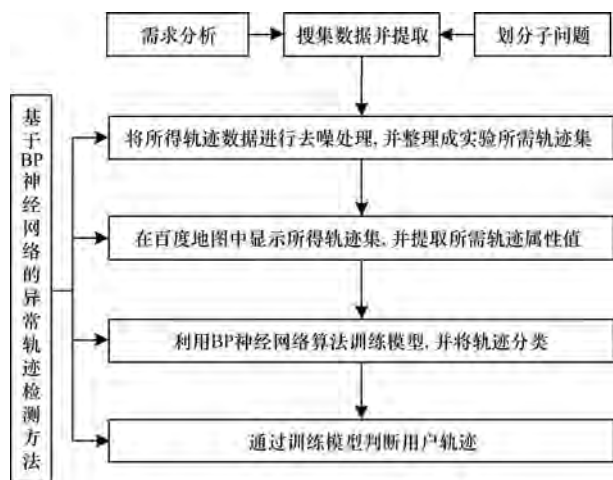 需求分析
搜集数据并提取
划分子问题
基于BP神经网络的异常轨迹检测方法
将所得轨迹数据进行去噪处理,并整理成实验所需轨迹集
在百度地图中显示所得轨迹集,并提取所需轨迹属性值
利用BP神经网络算法训练模型,并将轨迹分类
通过训练模型判断用户轨迹